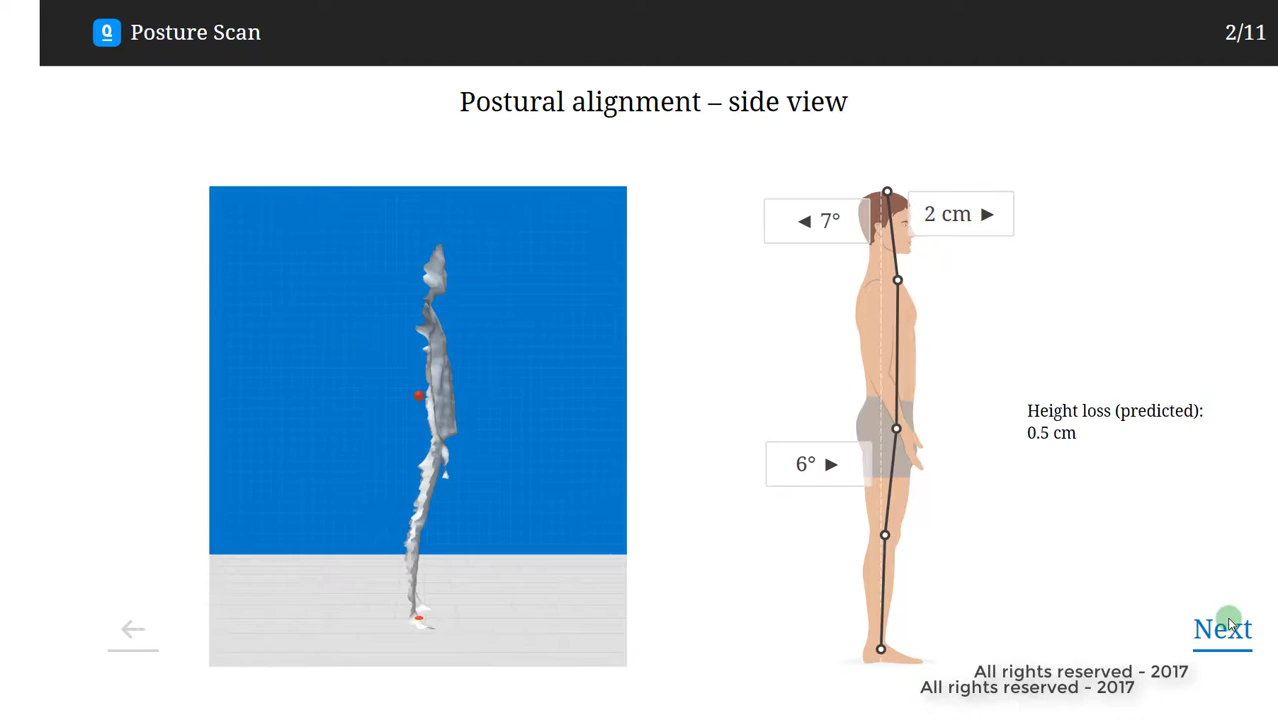 Posture Scan
2/11
Postural alignment – side view
◄ 7°
2 cm ►
Height loss (predicted):
0.5 cm
6° ►
←
Next
All rights reserved - 2017
All rights reserved - 2017